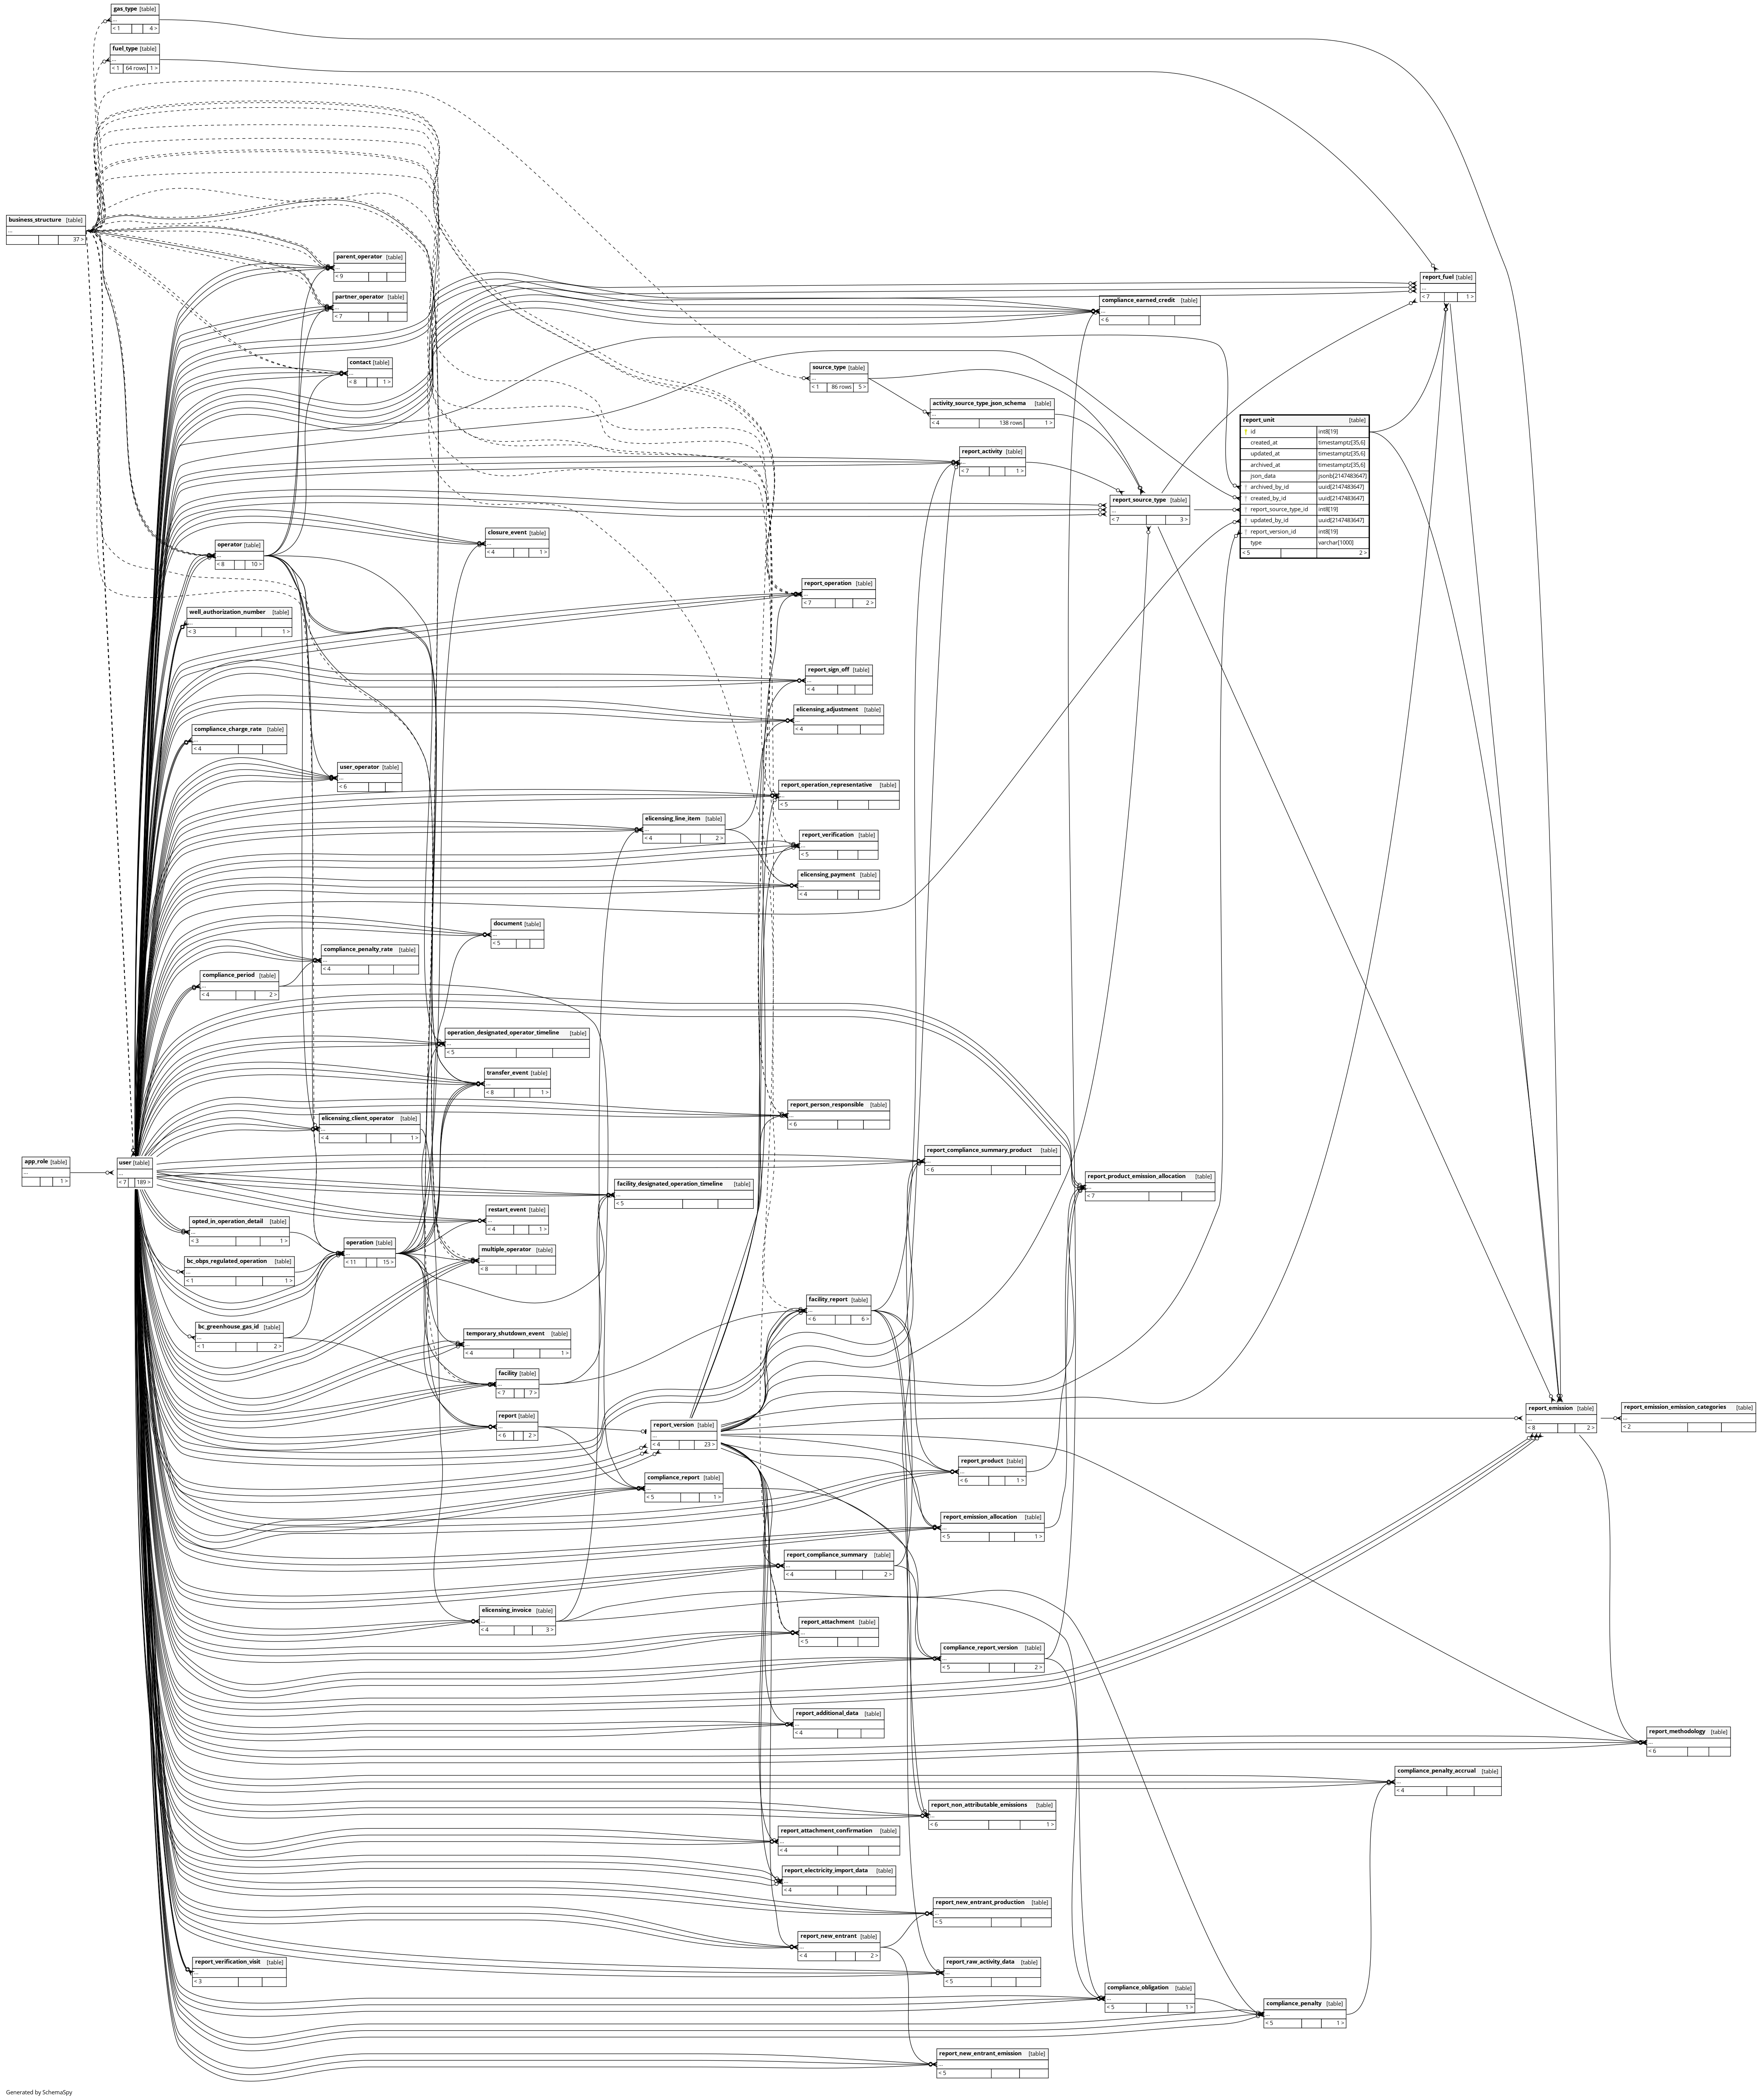 gas_type [table]
...
< 1 4 >
fuel_type [table]
...
< 1 64 rows 1 >
business_structure [table]
...
37 >
parent_operator [table]
...
< 9
report_fuel [table]
...
< 7 1 >
partner_operator [table]
...
< 7
compliance_earned_credit [table]
...
< 6
contact [table]
...
< 8 1 >
source_type [table]
...
< 1 86 rows 5 >
activity_source_type_json_schema [table]
...
< 4 138 rows 1 >
report_unit [table]
id int8[19]
created_at timestamptz[35,6]
updated_at timestamptz[35,6]
archived_at timestamptz[35,6]
json_data jsonb[2147483647]
archived_by_id uuid[2147483647]
created_by_id uuid[2147483647]
report_source_type_id int8[19]
updated_by_id uuid[2147483647]
report_version_id int8[19]
type varchar[1000]
< 5 2 >
report_activity [table]
...
< 7 1 >
report_source_type [table]
...
< 7 3 >
closure_event [table]
...
< 4 1 >
operator [table]
...
< 8 10 >
report_operation [table]
...
< 7 2 >
well_authorization_number [table]
...
< 3 1 >
report_sign_off [table]
...
< 4
elicensing_adjustment [table]
...
< 4
compliance_charge_rate [table]
...
< 4
user_operator [table]
...
< 6
report_operation_representative [table]
...
< 5
elicensing_line_item [table]
...
< 4 2 >
report_verification [table]
...
< 5
elicensing_payment [table]
...
< 4
document [table]
...
< 5
compliance_penalty_rate [table]
...
< 4
compliance_period [table]
...
< 4 2 >
operation_designated_operator_timeline [table]
...
< 5
transfer_event [table]
...
< 8 1 >
report_person_responsible [table]
...
< 6
elicensing_client_operator [table]
...
< 4 1 >
report_compliance_summary_product [table]
...
< 6
app_role [table]
...
1 >
user [table]
...
< 7 189 >
report_product_emission_allocation [table]
...
< 7
facility_designated_operation_timeline [table]
...
< 5
restart_event [table]
...
< 4 1 >
opted_in_operation_detail [table]
...
< 3 1 >
operation [table]
...
< 11 15 >
multiple_operator [table]
...
< 8
bc_obps_regulated_operation [table]
...
< 1 1 >
facility_report [table]
...
< 6 6 >
bc_greenhouse_gas_id [table]
...
< 1 2 >
temporary_shutdown_event [table]
...
< 4 1 >
facility [table]
...
< 7 7 >
report_emission [table]
...
< 8 2 >
report_emission_emission_categories [table]
...
< 2
report [table]
...
< 6 2 >
report_version [table]
...
< 4 23 >
report_product [table]
...
< 6 1 >
compliance_report [table]
...
< 5 1 >
report_emission_allocation [table]
...
< 5 1 >
report_compliance_summary [table]
...
< 4 2 >
elicensing_invoice [table]
...
< 4 3 >
report_attachment [table]
...
< 5
compliance_report_version [table]
...
< 5 2 >
report_additional_data [table]
...
< 4
report_methodology [table]
...
< 6
compliance_penalty_accrual [table]
...
< 4
report_non_attributable_emissions [table]
...
< 6 1 >
report_attachment_confirmation [table]
...
< 4
report_electricity_import_data [table]
...
< 4
report_new_entrant_production [table]
...
< 5
report_new_entrant [table]
...
< 4 2 >
report_verification_visit [table]
...
< 3
report_raw_activity_data [table]
...
< 5
compliance_obligation [table]
...
< 5 1 >
compliance_penalty [table]
...
< 5 1 >
report_new_entrant_emission [table]
...
< 5
Generated by SchemaSpy